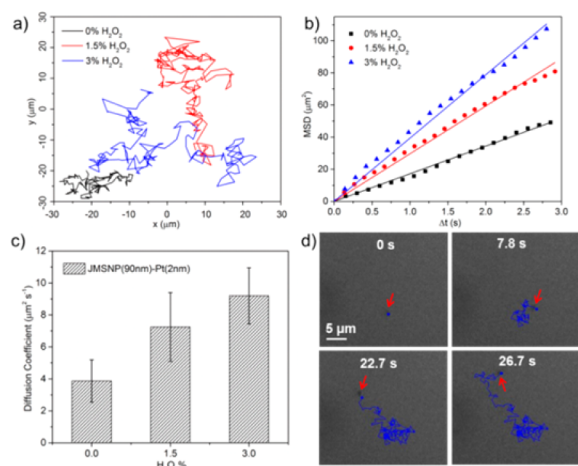 a)
30
20
10
0
-10
-20
-30
y (μm)
0% H₂O₂
1.5% H₂O₂
3% H₂O₂
-30 -20 -10 0 10 20 30
x (μm)
b)
100
80
60
40
20
0
MSD (μm²)
0% H₂O₂
1.5% H₂O₂
3% H₂O₂
0.0 0.5 1.0 1.5 2.0 2.5 3.0
Δt (s)
c)
12
10
8
6
4
2
0
Diffusion Coefficient (μm² s⁻¹)
JMSNP(90nm)-Pt(2nm)
0.0 1.5 3.0
d)
0 s
7.8 s
5 μm
22.7 s
26.7 s